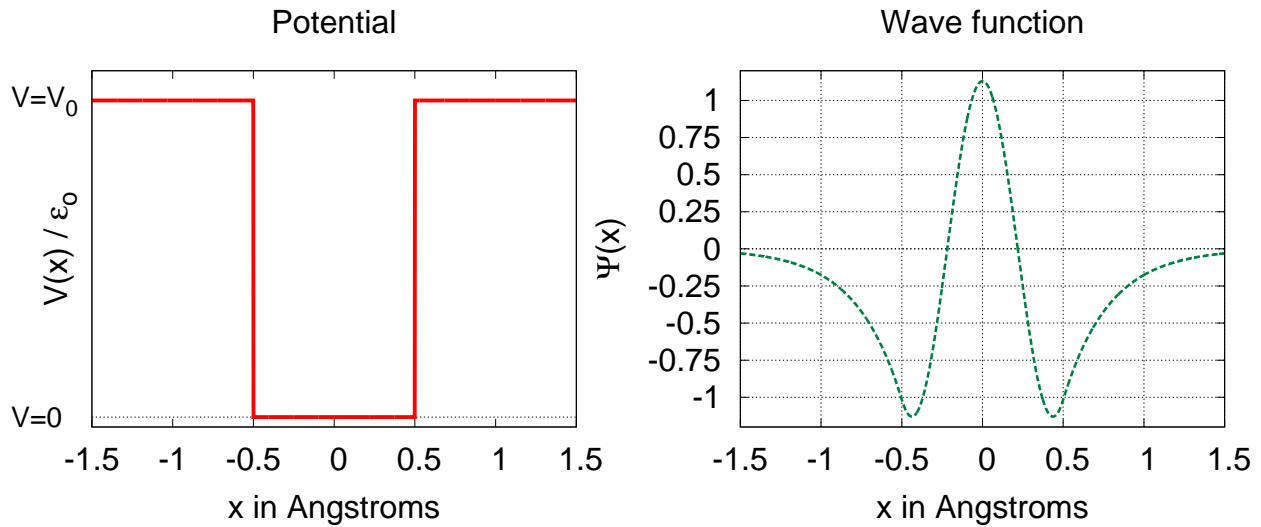 Potential
V=V₀
V=0
V(x) / εₒ
-1.5 -1 -0.5 0 0.5 1 1.5
x in Angstroms
Wave function
1
0.75
0.5
0.25
0
-0.25
-0.5
-0.75
-1
Ψ(x)
-1.5 -1 -0.5 0 0.5 1 1.5
x in Angstroms